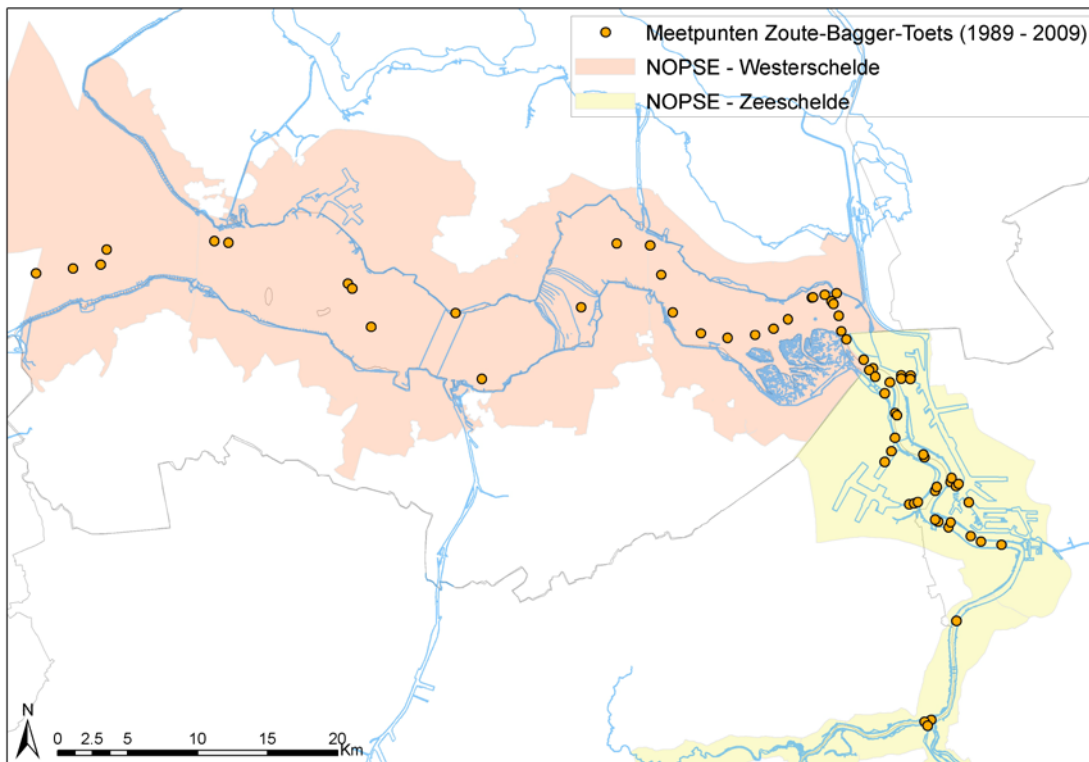 Meetpunten Zoute-Bagger-Toets (1989 - 2009)
NOPSE - Westerschelde
NOPSE - Zeeschelde
N
0 2.5 5 10 15 20
Km